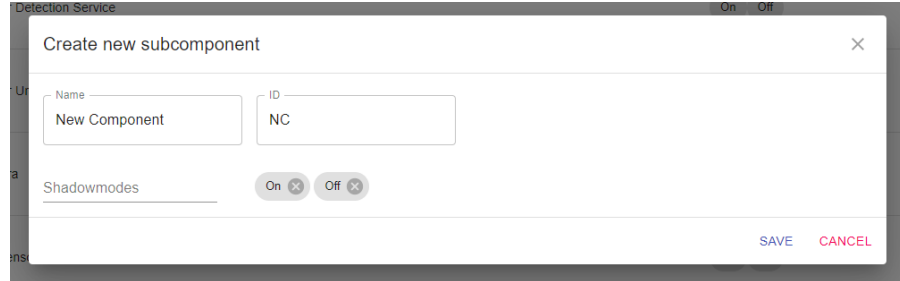 Detection Service
On Off
Create new subcomponent
Name
New Component
ID
NC
Shadowmodes
On
Off
SAVE
CANCEL